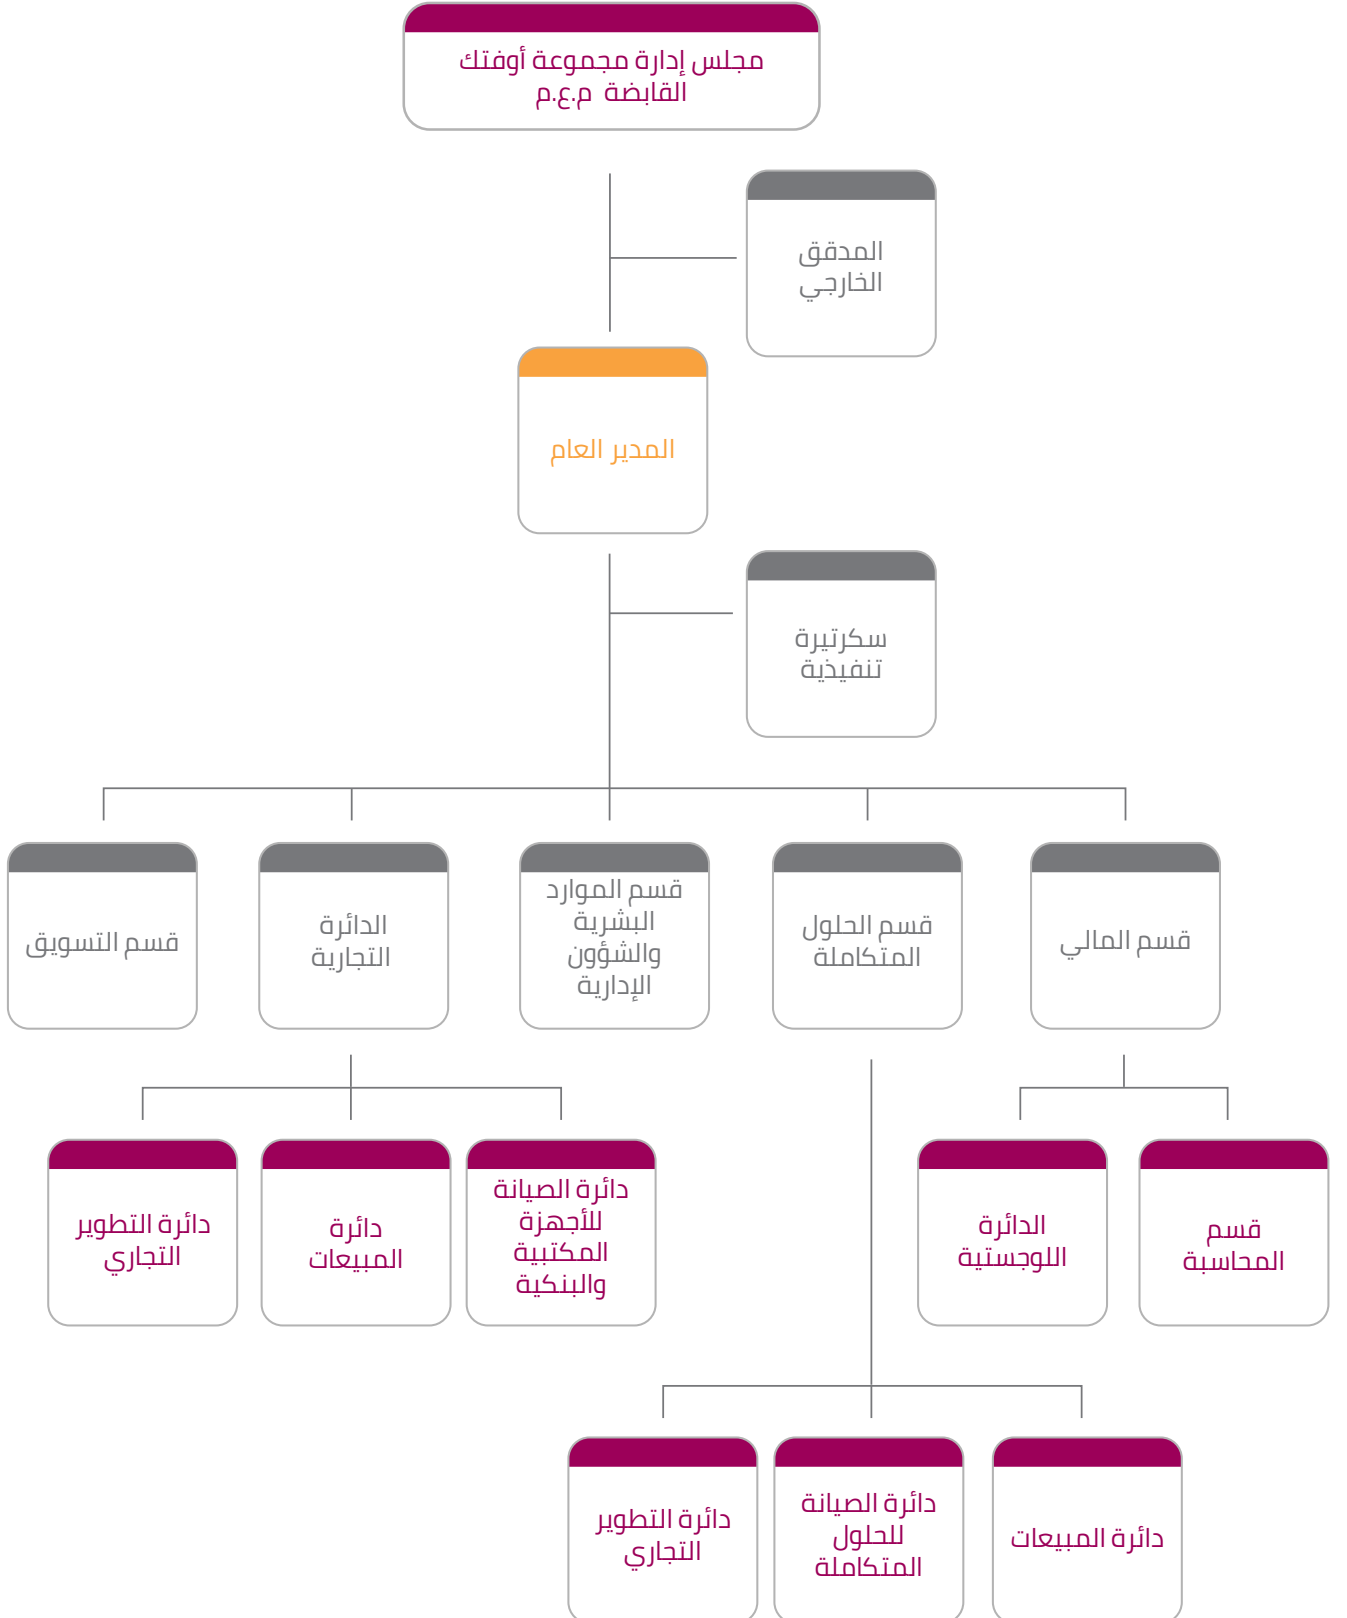 مجلس إدارة مجموعة أوفتك
القابضة م.ع.م
المدقق
الخارجي
المدير العام
سكرتيرة
تنفيذية
قسم المالي
قسم الحلول
المتكاملة
قسم الموارد
البشرية
والشؤون
الإدارية
الدائرة
التجارية
قسم التسويق
قسم
المحاسبة
الدائرة
اللوجستية
دائرة الصيانة
للأجهزة
المكتبية
والبنكية
دائرة
المبيعات
دائرة التطوير
التجاري
دائرة المبيعات
دائرة الصيانة
للحلول
المتكاملة
دائرة التطوير
التجاري